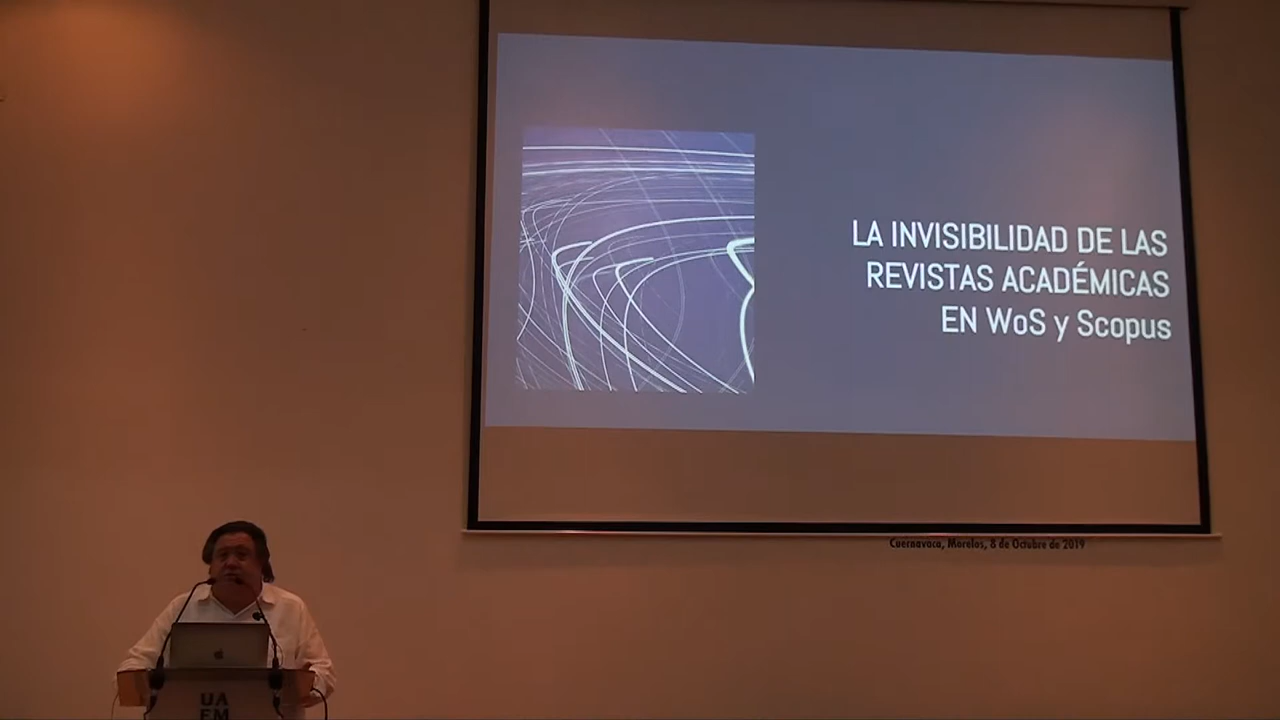 LA INVISIBILIDAD DE LAS
REVISTAS ACADÉMICAS
EN WoS y Scopus
Cuernavaca, Morelos, 8 de Octubre de 2019
UA
EM